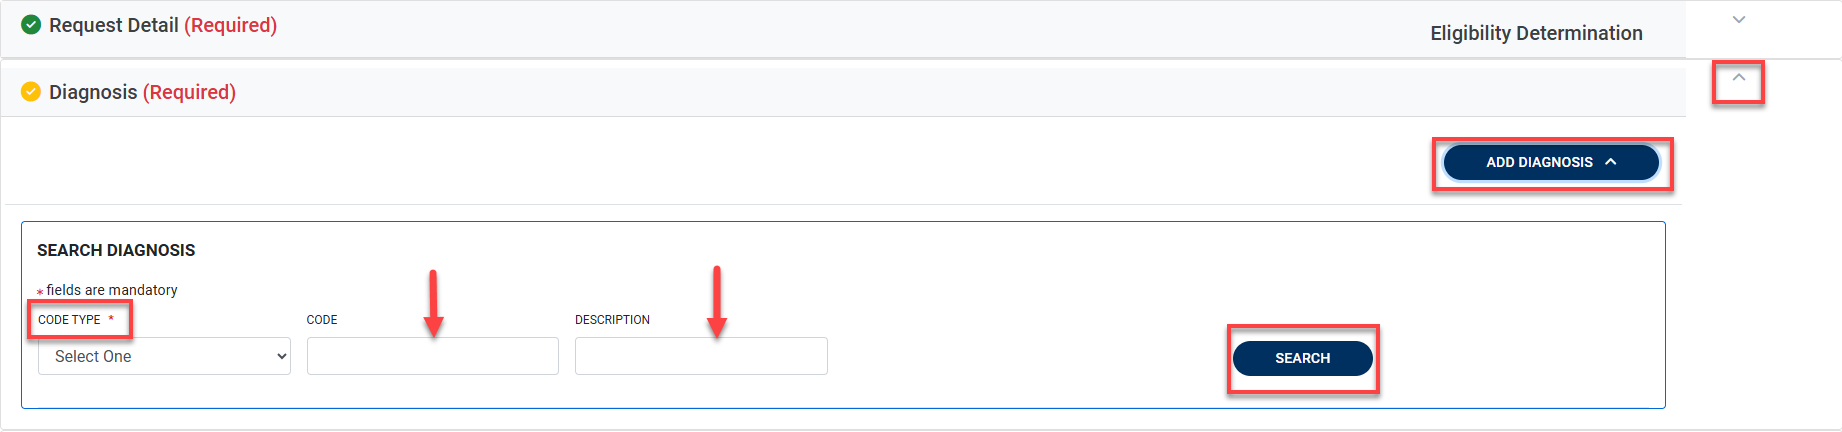 Request Detail (Required)
Eligibility Determination
Diagnosis (Required)
ADD DIAGNOSIS
SEARCH DIAGNOSIS
* fields are mandatory
CODE TYPE * CODE DESCRIPTION
Select One
SEARCH